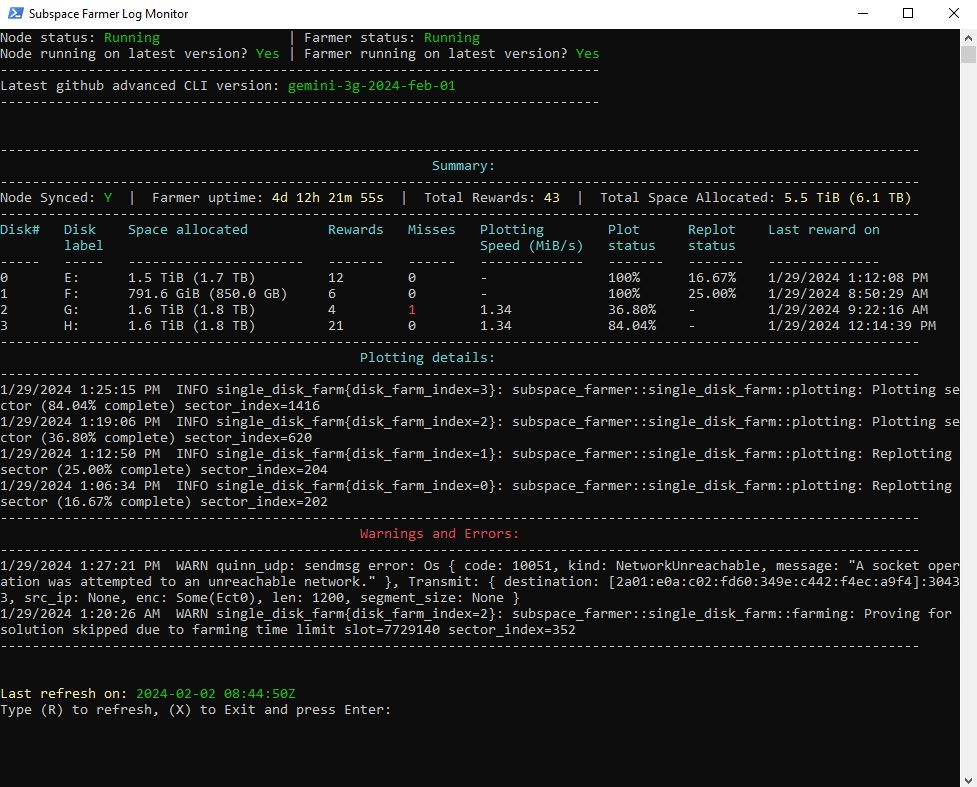 Subspace Farmer Log Monitor
Node status: Running | Farmer status: Running
Node running on latest version? Yes | Farmer running on latest version? Yes
---------------------------------------------------------------------------
Latest github advanced CLI version: gemini-3g-2024-feb-01
---------------------------------------------------------------------------
-------------------------------------------------------------------------------------------------------------------
Summary:
-------------------------------------------------------------------------------------------------------------------
Node Synced: Y | Farmer uptime: 4d 12h 21m 55s | Total Rewards: 43 | Total Space Allocated: 5.5 TiB (6.1 TB)
-------------------------------------------------------------------------------------------------------------------
Disk# Disk Space allocated Rewards Misses Plotting Plot Replot Last reward on
label Speed (MiB/s) status status
----- ----- ---------------------- ------- ------ ------------- ------- ------- --------------
0 E: 1.5 TiB (1.7 TB) 12 0 - 100% 16.67% 1/29/2024 1:12:08 PM
1 F: 791.6 GiB (850.0 GB) 6 0 - 100% 25.00% 1/29/2024 8:50:29 AM
2 G: 1.6 TiB (1.8 TB) 4 1 1.34 36.80% - 1/29/2024 9:22:16 AM
3 H: 1.6 TiB (1.8 TB) 21 0 1.34 84.04% - 1/29/2024 12:14:39 PM
-------------------------------------------------------------------------------------------------------------------
Plotting details:
-------------------------------------------------------------------------------------------------------------------
1/29/2024 1:25:15 PM INFO single_disk_farm{disk_farm_index=3}: subspace_farmer::single_disk_farm::plotting: Plotting se
ctor (84.04% complete) sector_index=1416
1/29/2024 1:19:06 PM INFO single_disk_farm{disk_farm_index=2}: subspace_farmer::single_disk_farm::plotting: Plotting se
ctor (36.80% complete) sector_index=620
1/29/2024 1:12:50 PM INFO single_disk_farm{disk_farm_index=1}: subspace_farmer::single_disk_farm::plotting: Replotting
sector (25.00% complete) sector_index=204
1/29/2024 1:06:34 PM INFO single_disk_farm{disk_farm_index=0}: subspace_farmer::single_disk_farm::plotting: Replotting
sector (16.67% complete) sector_index=202
-------------------------------------------------------------------------------------------------------------------
Warnings and Errors:
-------------------------------------------------------------------------------------------------------------------
1/29/2024 1:27:21 PM WARN quinn_udp: sendmsg error: Os { code: 10051, kind: NetworkUnreachable, message: "A socket oper
ation was attempted to an unreachable network." }, Transmit: { destination: [2a01:e0a:c02:fd60:349e:c442:f4ec:a9f4]:3043
3, src_ip: None, enc: Some(Ect0), len: 1200, segment_size: None }
1/29/2024 1:20:26 AM WARN single_disk_farm{disk_farm_index=2}: subspace_farmer::single_disk_farm::farming: Proving for
solution skipped due to farming time limit slot=7729140 sector_index=352
-------------------------------------------------------------------------------------------------------------------
Last refresh on: 2024-02-02 08:44:50Z
Type (R) to refresh, (X) to Exit and press Enter: